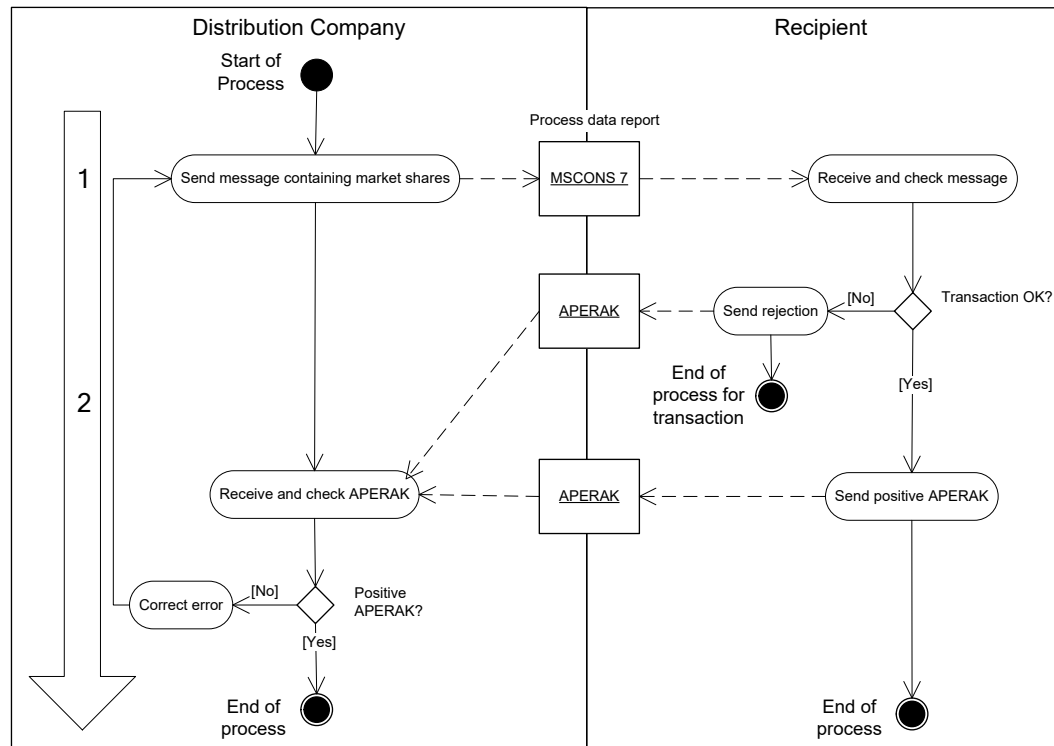 Distribution Company
Recipient
Start of
Process
Process data report
1
Send message containing market shares
MSCONS 7
Receive and check message
APERAK
Send rejection
[No]
Transaction OK?
End of
process for
transaction
[Yes]
2
Receive and check APERAK
APERAK
Send positive APERAK
Correct error
[No]
Positive
APERAK?
[Yes]
End of
process
End of
process